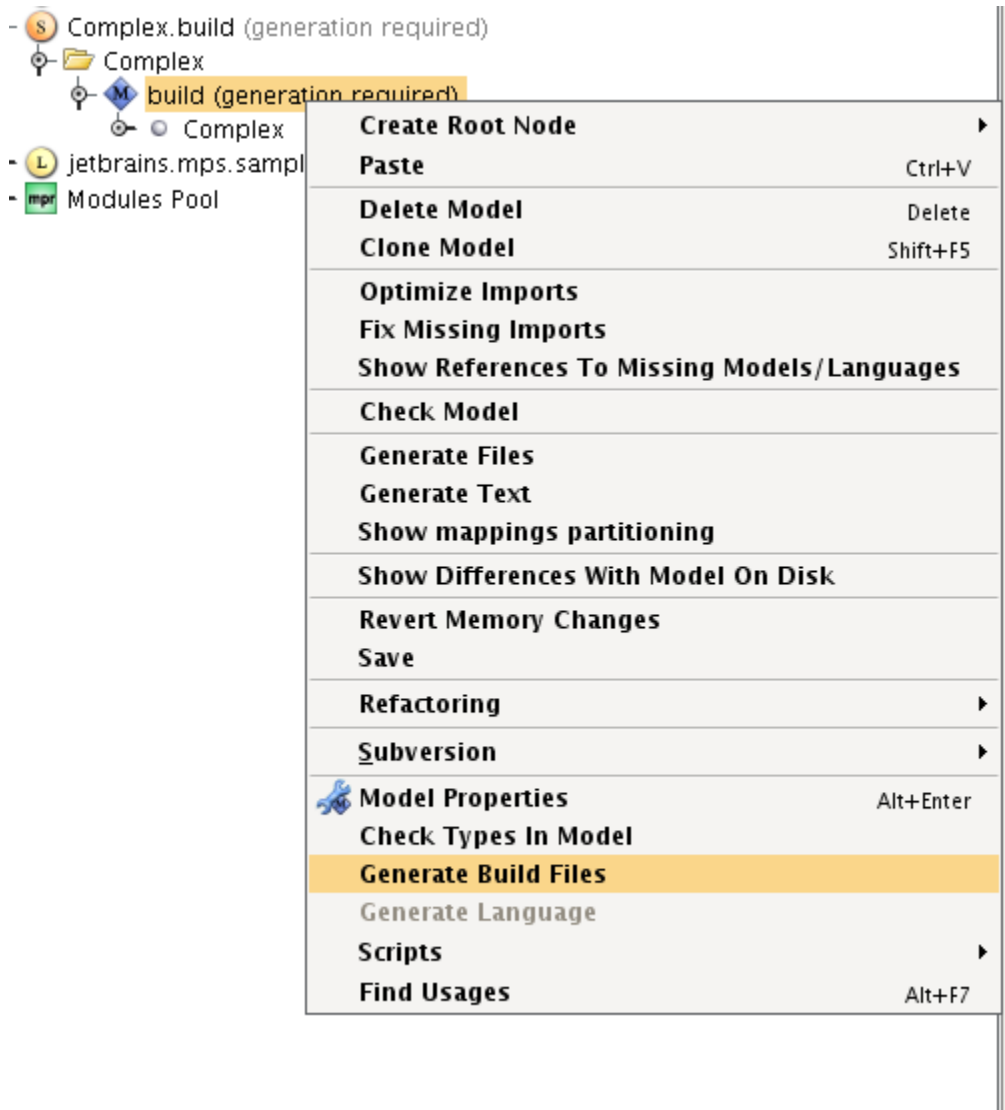 S Complex.build (generation required)
Complex
M build (generation required)
Complex
L jetbrains.mps.sampl
mpr Modules Pool
Create Root Node
Paste Ctrl+V
Delete Model Delete
Clone Model Shift+F5
Optimize Imports
Fix Missing Imports
Show References To Missing Models/Languages
Check Model
Generate Files
Generate Text
Show mappings partitioning
Show Differences With Model On Disk
Revert Memory Changes
Save
Refactoring
Subversion
M Model Properties Alt+Enter
Check Types In Model
Generate Build Files
Generate Language
Scripts
Find Usages Alt+F7